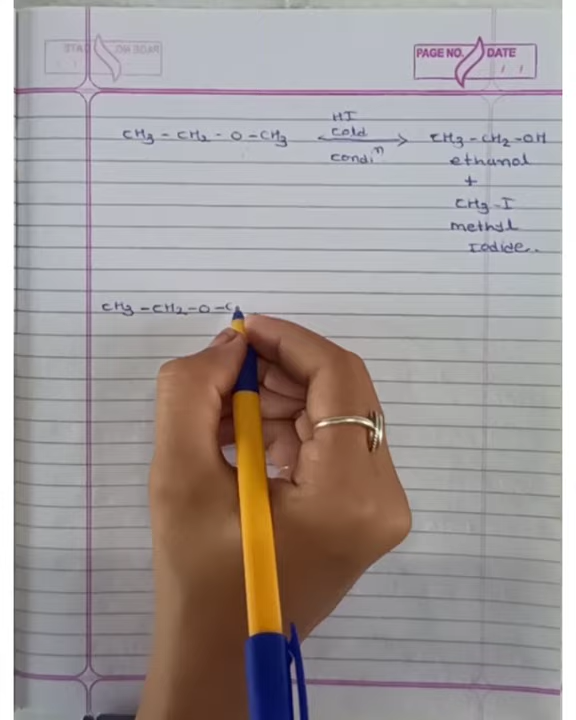 PAGE NO. DATE
CH3 - CH2 - O - CH3 HI cold condiⁿ CH3 - CH2 - OH
ethanol
+
CH3 - I
methyl
Iodide..
CH3 - CH2 - O - C